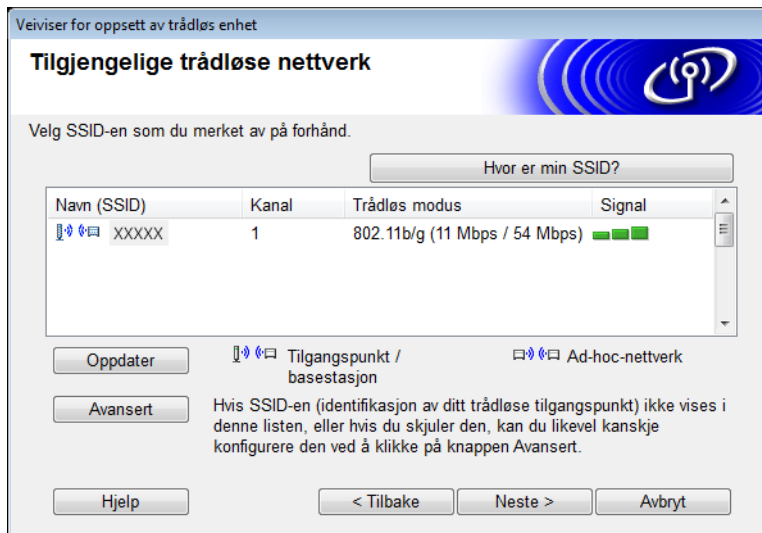 Veiviser for oppsett av trådløs enhet
Tilgjengelige trådløse nettverk
Velg SSID-en som du merket av på forhånd.
Hvor er min SSID?
Navn (SSID) Kanal Trådløs modus Signal
XXXXX 1 802.11b/g (11 Mbps / 54 Mbps)
Oppdater
Tilgangspunkt /
basestasjon
Ad-hoc-nettverk
Avansert
Hvis SSID-en (identifikasjon av ditt trådløse tilgangspunkt) ikke vises i
denne listen, eller hvis du skjuler den, kan du likevel kanskje
konfigurere den ved å klikke på knappen Avansert.
Hjelp < Tilbake Neste > Avbryt